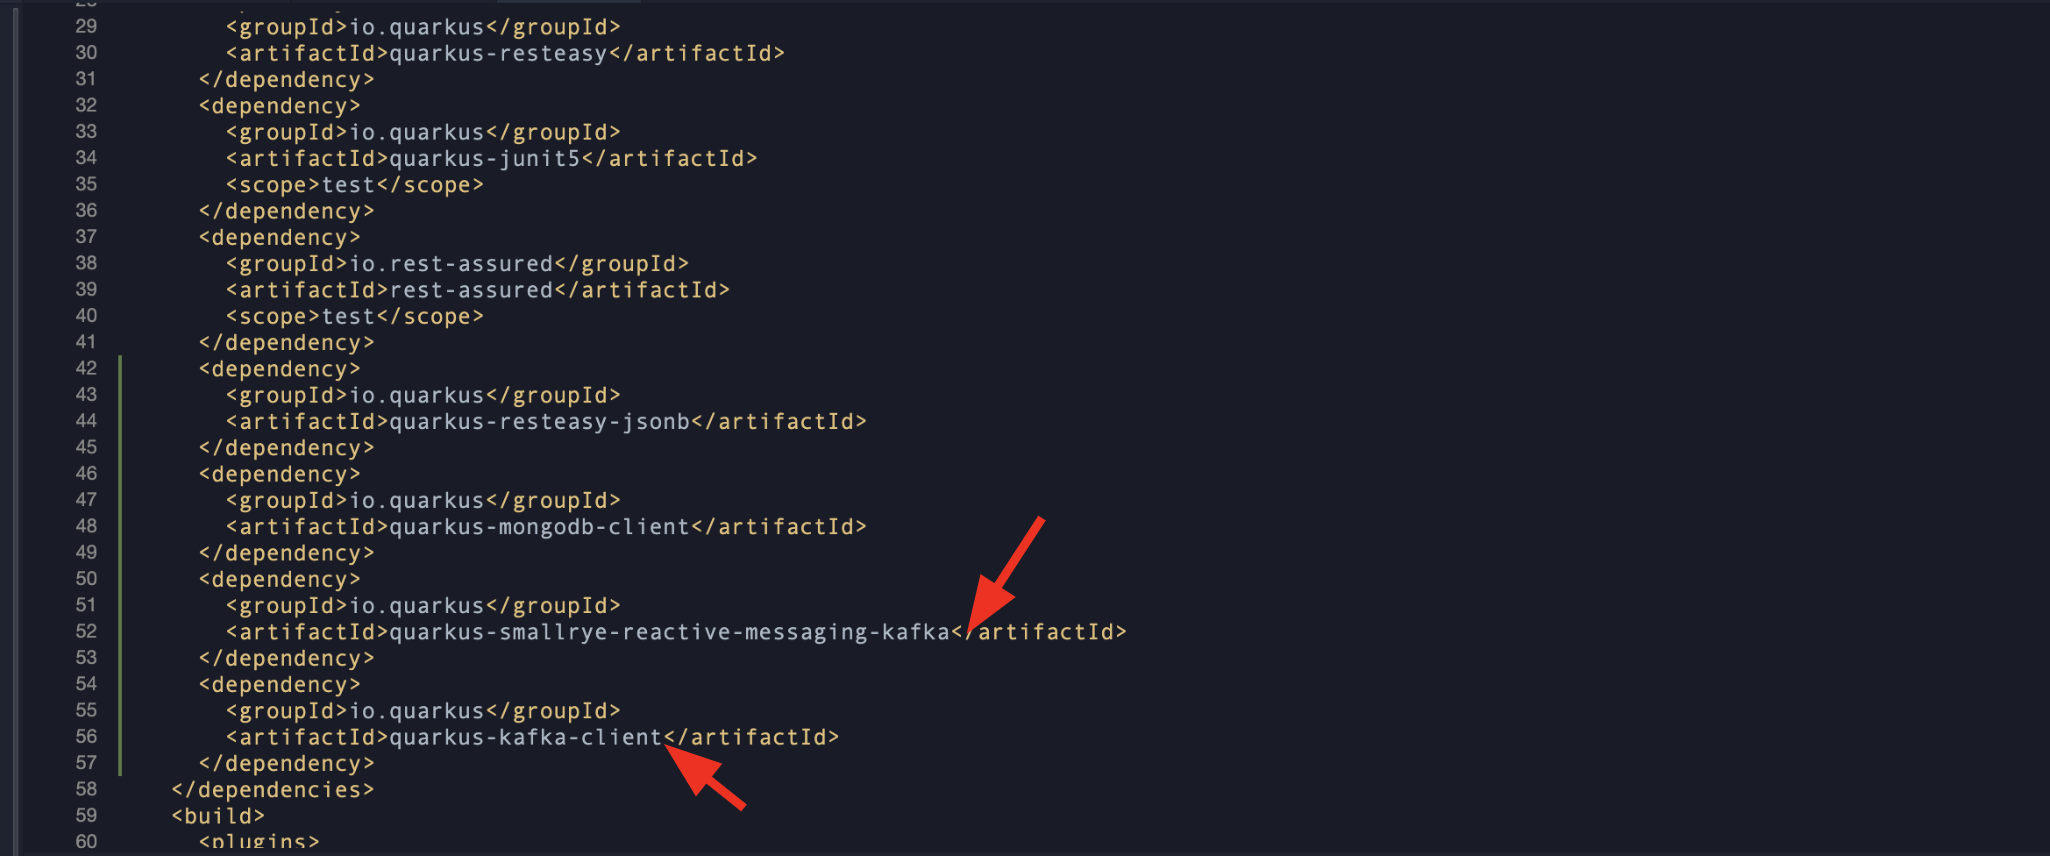 29 <groupId>io.quarkus</groupId>
30 <artifactId>quarkus-resteasy</artifactId>
31 </dependency>
32 <dependency>
33 <groupId>io.quarkus</groupId>
34 <artifactId>quarkus-junit5</artifactId>
35 <scope>test</scope>
36 </dependency>
37 <dependency>
38 <groupId>io.rest-assured</groupId>
39 <artifactId>rest-assured</artifactId>
40 <scope>test</scope>
41 </dependency>
42 <dependency>
43 <groupId>io.quarkus</groupId>
44 <artifactId>quarkus-resteasy-jsonb</artifactId>
45 </dependency>
46 <dependency>
47 <groupId>io.quarkus</groupId>
48 <artifactId>quarkus-mongodb-client</artifactId>
49 </dependency>
50 <dependency>
51 <groupId>io.quarkus</groupId>
52 <artifactId>quarkus-smallrye-reactive-messaging-kafka</artifactId>
53 </dependency>
54 <dependency>
55 <groupId>io.quarkus</groupId>
56 <artifactId>quarkus-kafka-client</artifactId>
57 </dependency>
58 </dependencies>
59 <build>
60 <plugins>